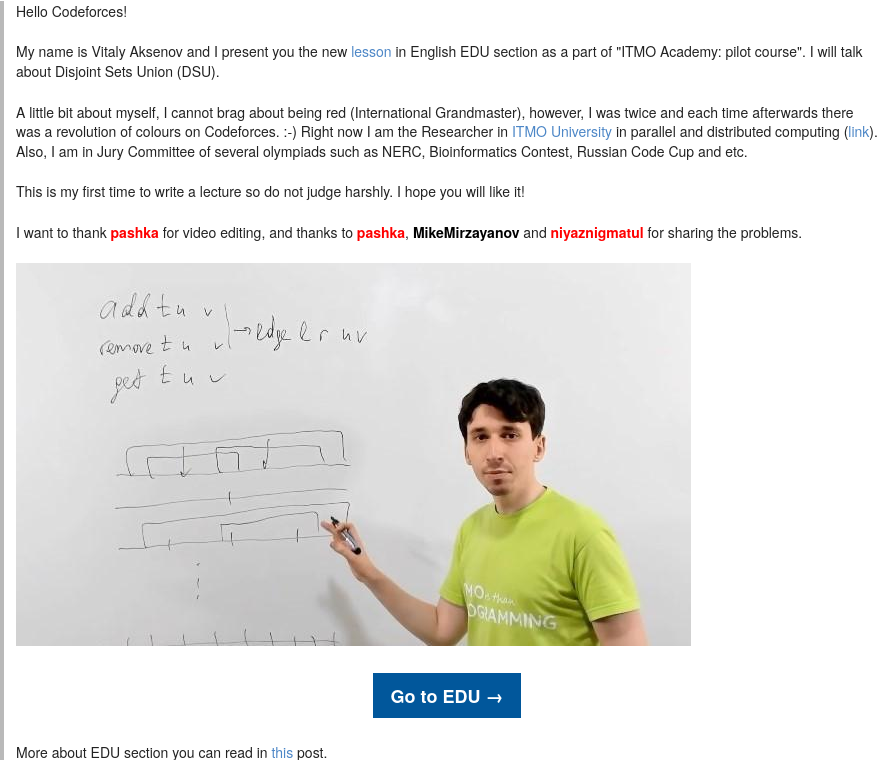 Hello Codeforces!
My name is Vitaly Aksenov and I present you the new lesson in English EDU section as a part of "ITMO Academy: pilot course". I will talk
about Disjoint Sets Union (DSU).
A little bit about myself, I cannot brag about being red (International Grandmaster), however, I was twice and each time afterwards there
was a revolution of colours on Codeforces. :-) Right now I am the Researcher in ITMO University in parallel and distributed computing (link).
Also, I am in Jury Committee of several olympiads such as NERC, Bioinformatics Contest, Russian Code Cup and etc.
This is my first time to write a lecture so do not judge harshly. I hope you will like it!
I want to thank pashka for video editing, and thanks to pashka, MikeMirzayanov and niyaznigmatul for sharing the problems.
add t u v
remove t u v → edge l r u v
get t u v
MOre than
OGRAMMING
Go to EDU →
More about EDU section you can read in this post.